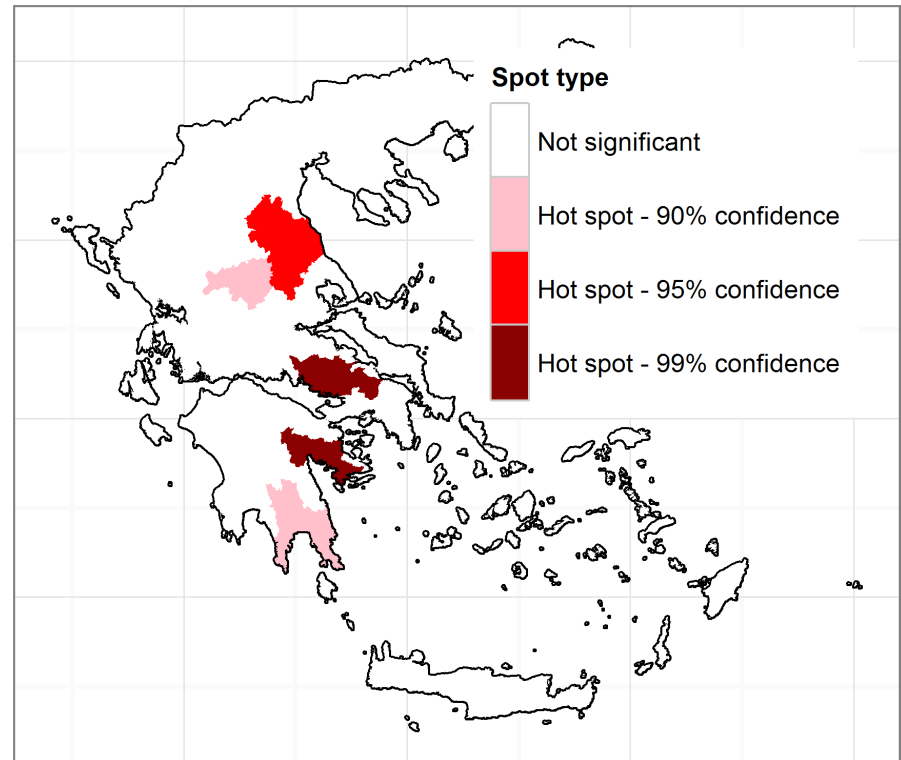 Spot type
Not significant
Hot spot - 90% confidence
Hot spot - 95% confidence
Hot spot - 99% confidence